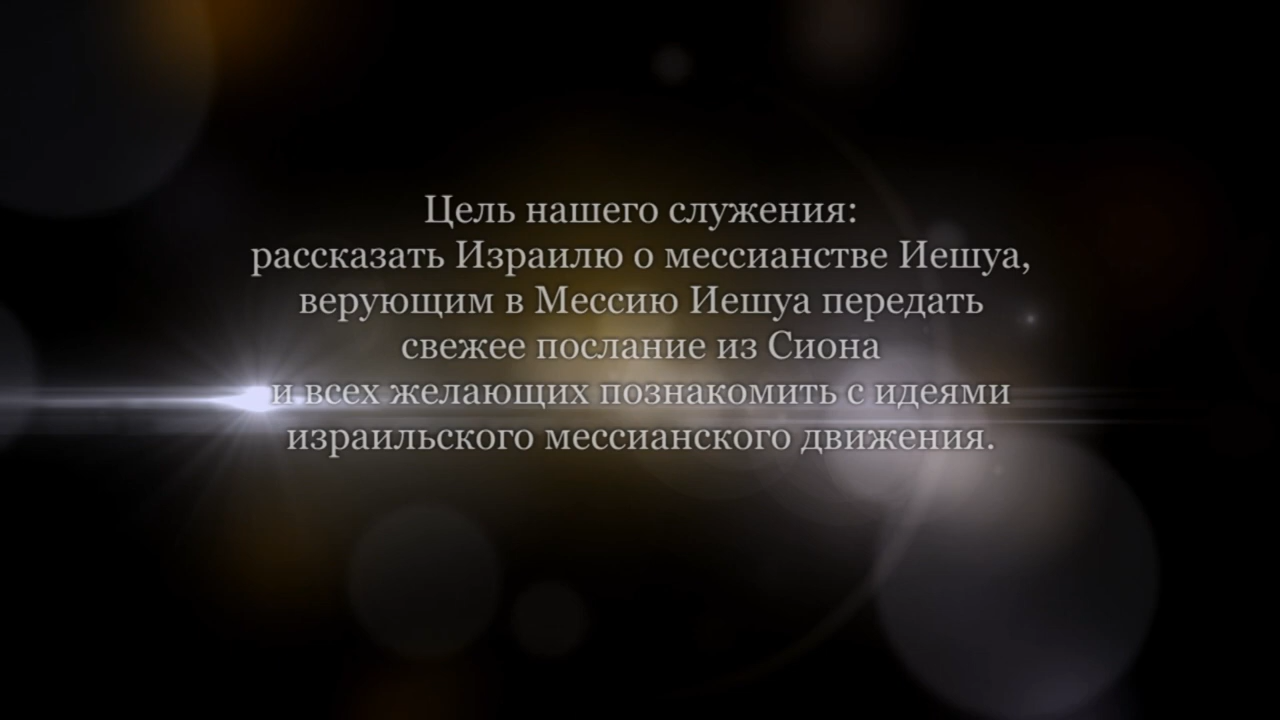 Цель нашего служения:
рассказать Израилю о мессианстве Иешуа,
верующим в Мессию Иешуа передать
свежее послание из Сиона
и всех желающих познакомить с идеями
израильского мессианского движения.